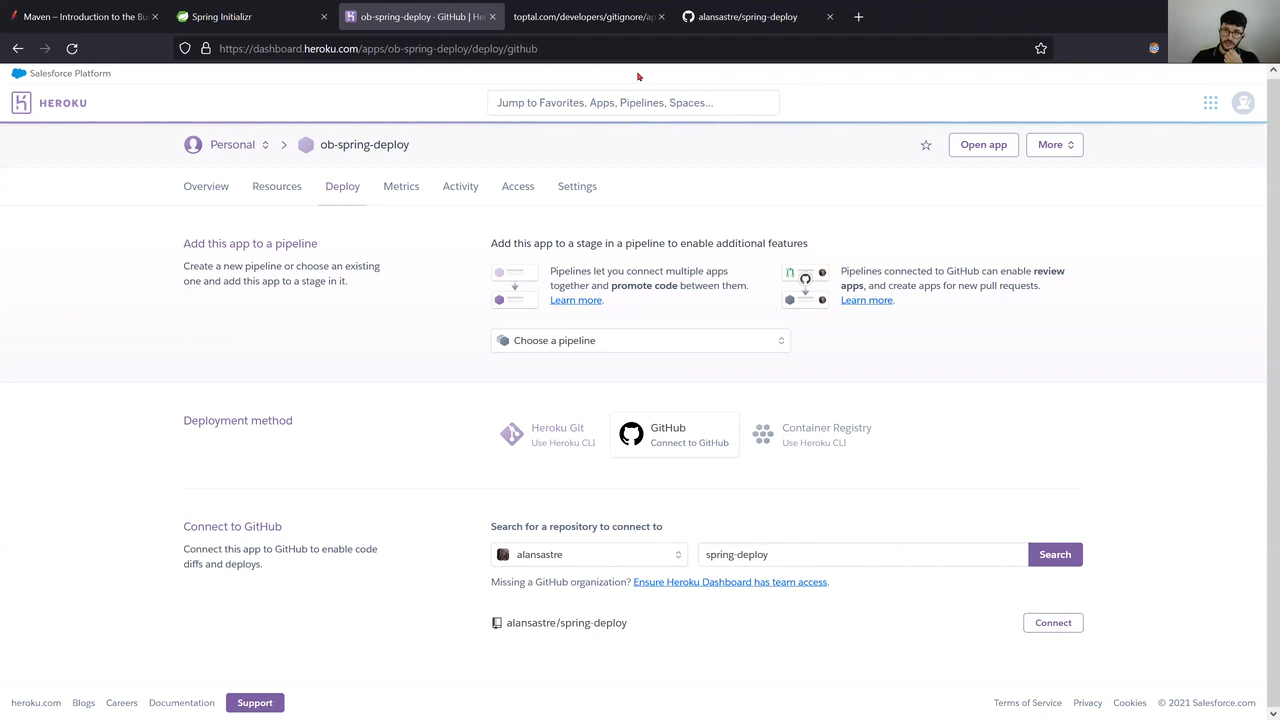 Maven – Introduction to the Bu
Spring Initializr
ob-spring-deploy · GitHub | He
toptal.com/developers/gitignore/ap
alansastre/spring-deploy
https://dashboard.heroku.com/apps/ob-spring-deploy/deploy/github
Salesforce Platform
HEROKU
Jump to Favorites, Apps, Pipelines, Spaces...
Personal
ob-spring-deploy
Open app
More
Overview
Resources
Deploy
Metrics
Activity
Access
Settings
Add this app to a pipeline
Create a new pipeline or choose an existing
one and add this app to a stage in it.
Add this app to a stage in a pipeline to enable additional features
Pipelines let you connect multiple apps
together and promote code between them.
Learn more.
Pipelines connected to GitHub can enable review
apps, and create apps for new pull requests.
Learn more.
Choose a pipeline
Deployment method
Heroku Git
Use Heroku CLI
GitHub
Connect to GitHub
Container Registry
Use Heroku CLI
Connect to GitHub
Connect this app to GitHub to enable code
diffs and deploys.
Search for a repository to connect to
alansastre
spring-deploy
Search
Missing a GitHub organization? Ensure Heroku Dashboard has team access.
alansastre/spring-deploy
Connect
heroku.com
Blogs
Careers
Documentation
Support
Terms of Service
Privacy
Cookies
© 2021 Salesforce.com